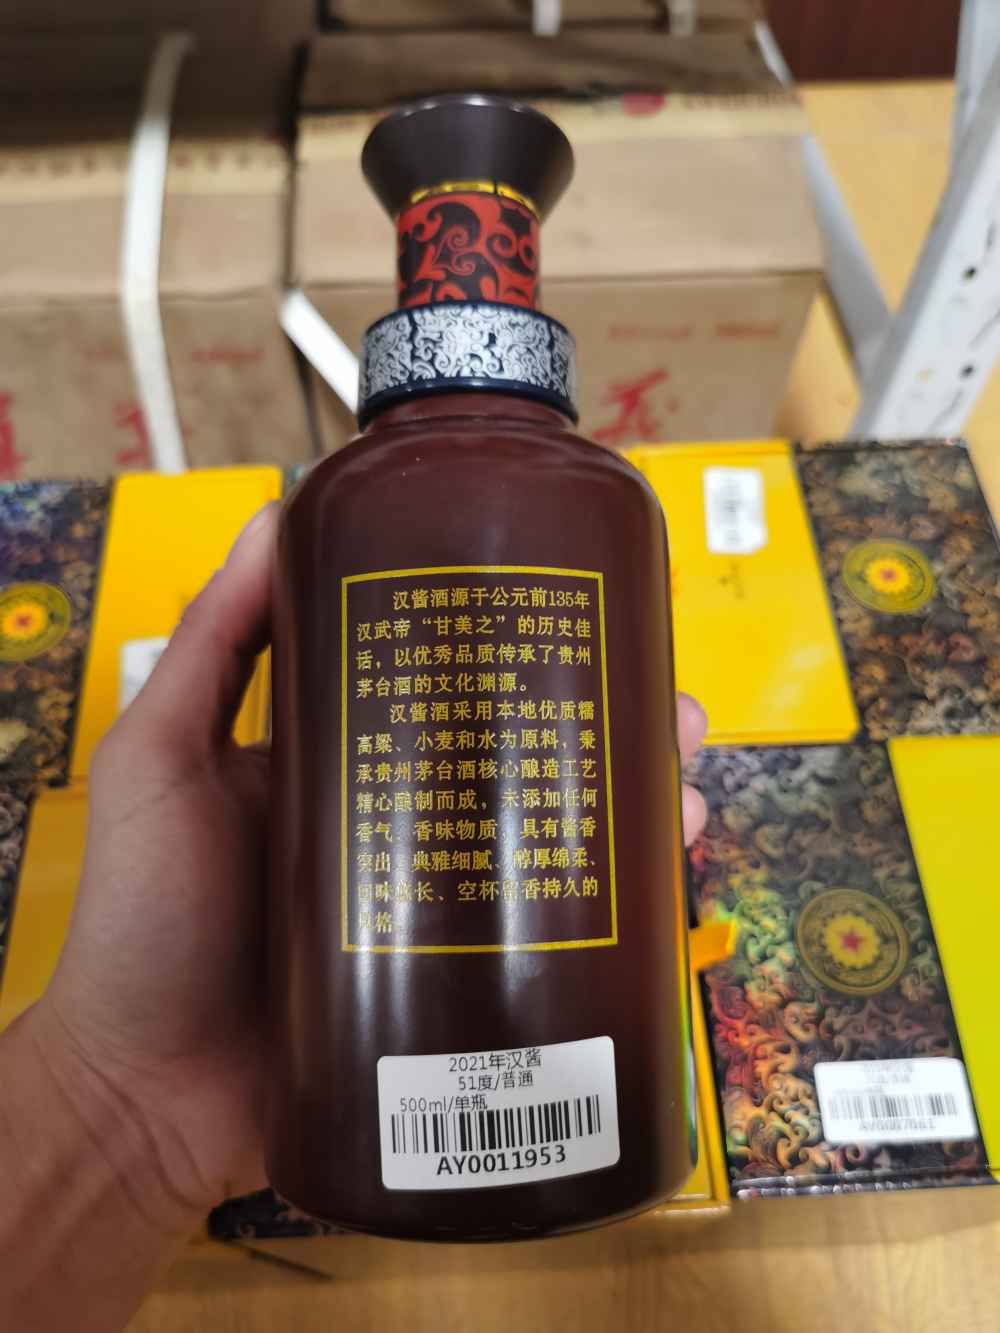 汉酱酒源于公元前135年
汉武帝“甘美之”的历史佳
话，以优秀品质传承了贵州
茅台酒的文化渊源。
汉酱酒采用本地优质糯
高粱、小麦和水为原料，秉
承贵州茅台酒核心酿造工艺
精心酿制而成，未添加任何
香气、香味物质，具有酱香
突出、典雅细腻、醇厚绵柔、
回味悠长、空杯留香持久的
风格。
2021年汉酱
51度/普通
500ml/单瓶
AY0011953